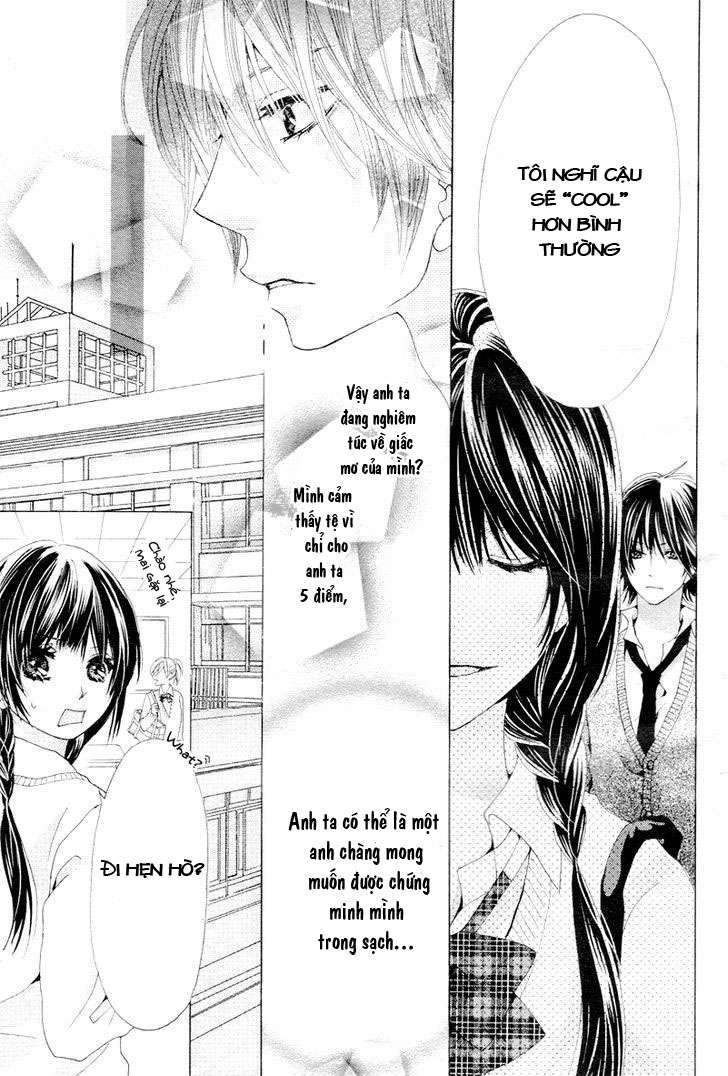 TÔI NGHĨ CẬU
SẼ “COOL”
HƠN BÌNH
THƯỜNG
Vậy anh ta
đang nghiêm
túc về giấc
mơ của mình?
Mình cảm
thấy tệ vì
chỉ cho
anh ta
5 điểm,
Anh ta có thể là một
anh chàng mong
muốn được chứng
minh mình
trong sạch...
Chào nhé,
mai gặp lại
What?
ĐI HẸN HÒ?